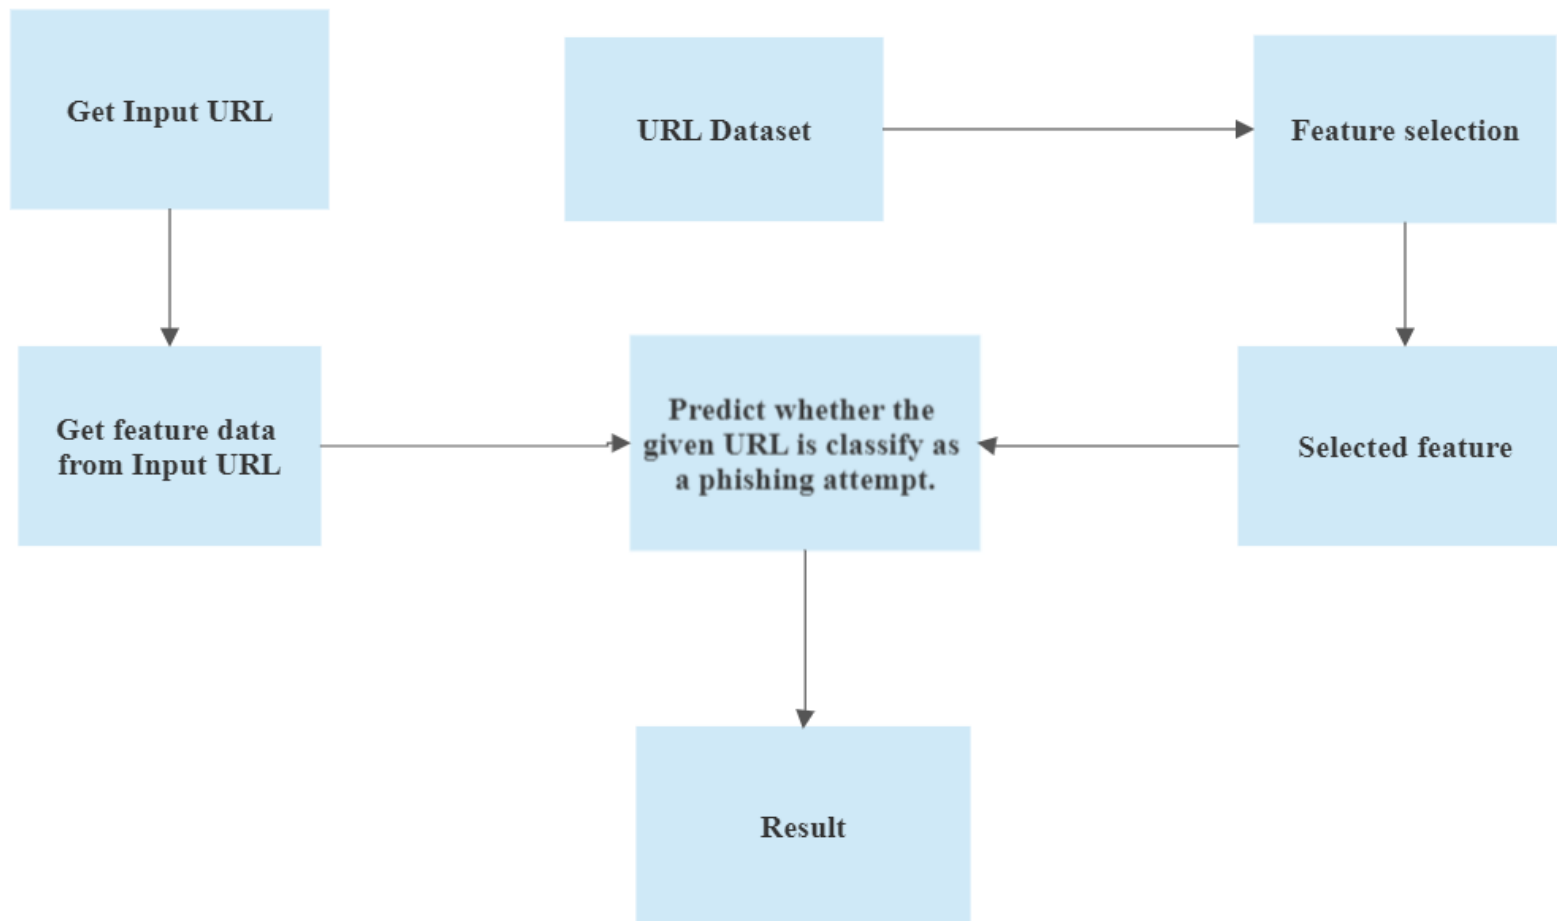 Get Input URL
URL Dataset
Feature selection
Get feature data
from Input URL
Predict whether the
given URL is classify as
a phishing attempt.
Selected feature
Result